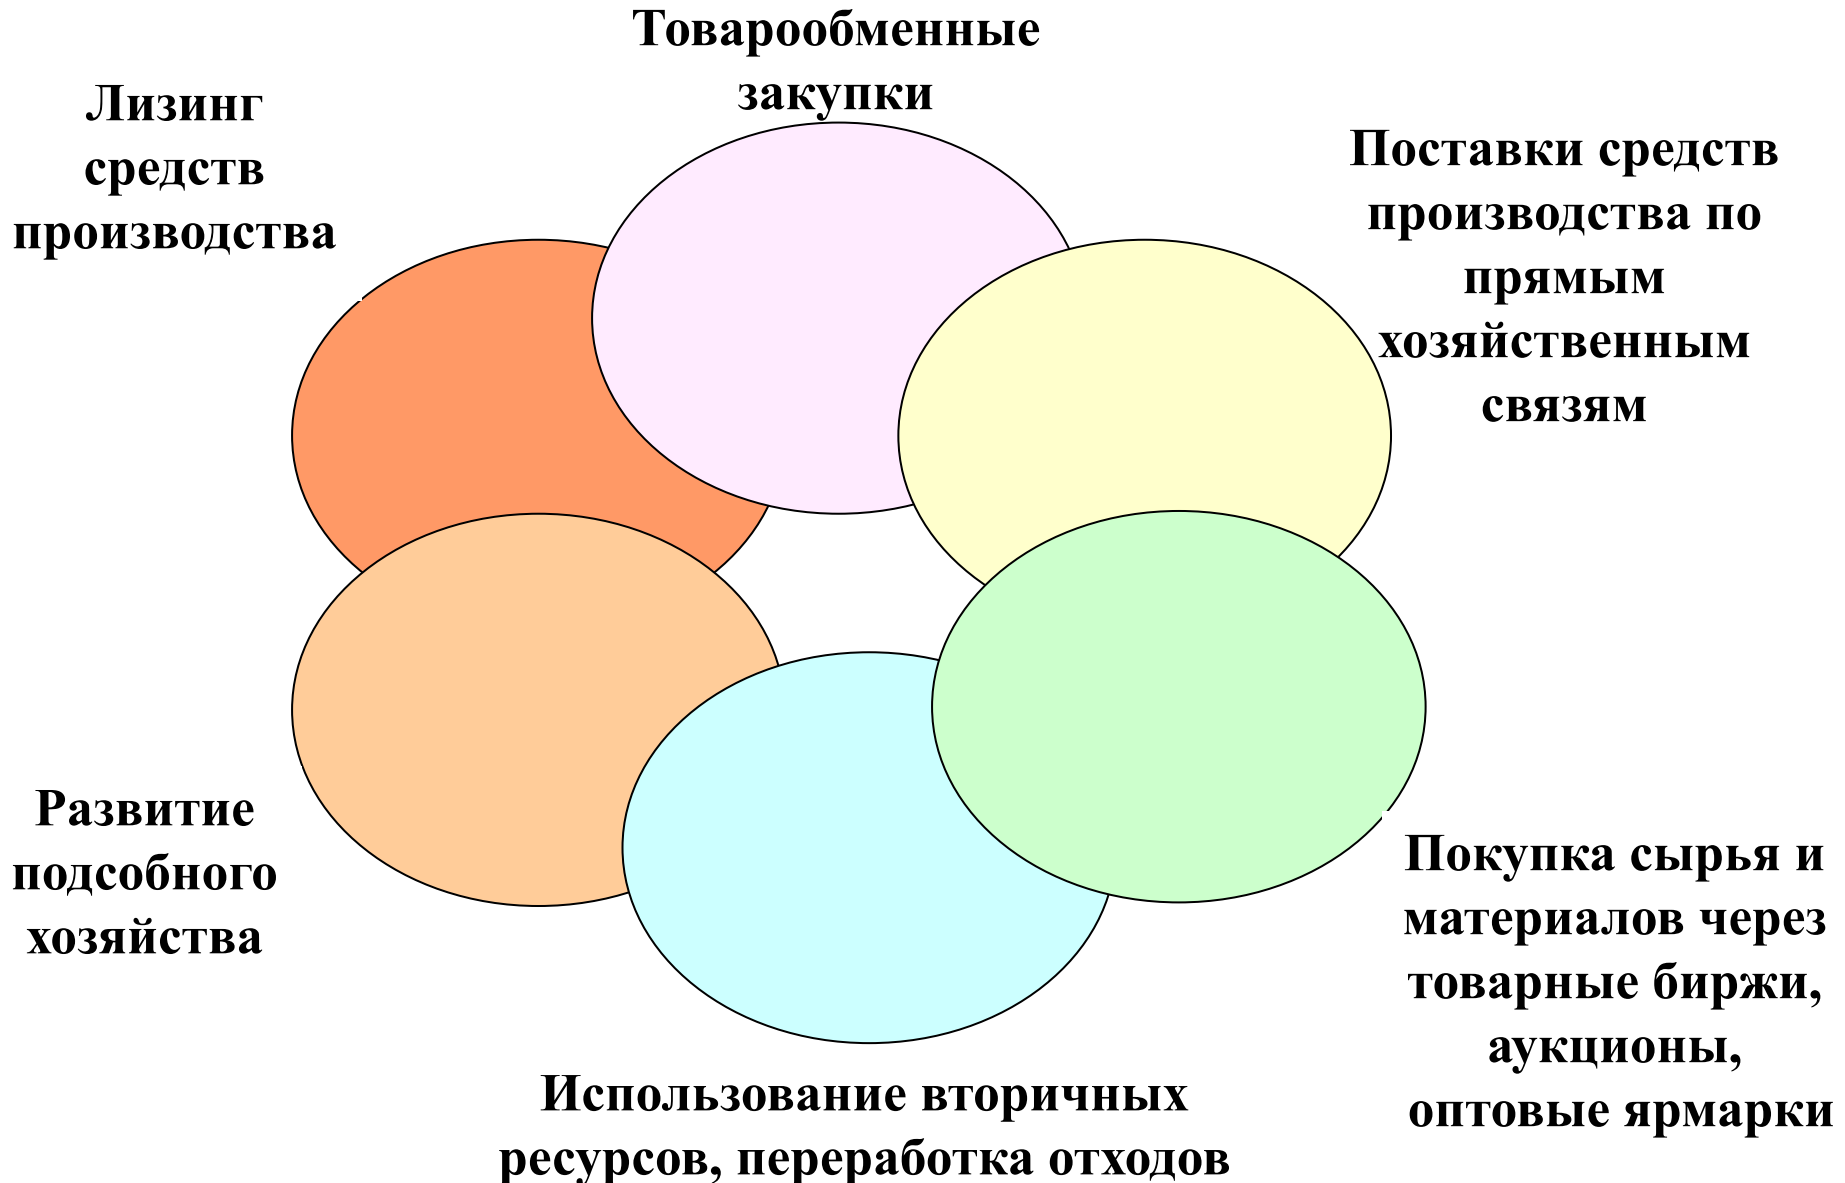 Товарообменные
закупки
Лизинг
средств
производства
Поставки средств
производства по
прямым
хозяйственным
связям
Развитие
подсобного
хозяйства
Покупка сырья и
материалов через
товарные биржи,
аукционы,
оптовые ярмарки
Использование вторичных
ресурсов, переработка отходов